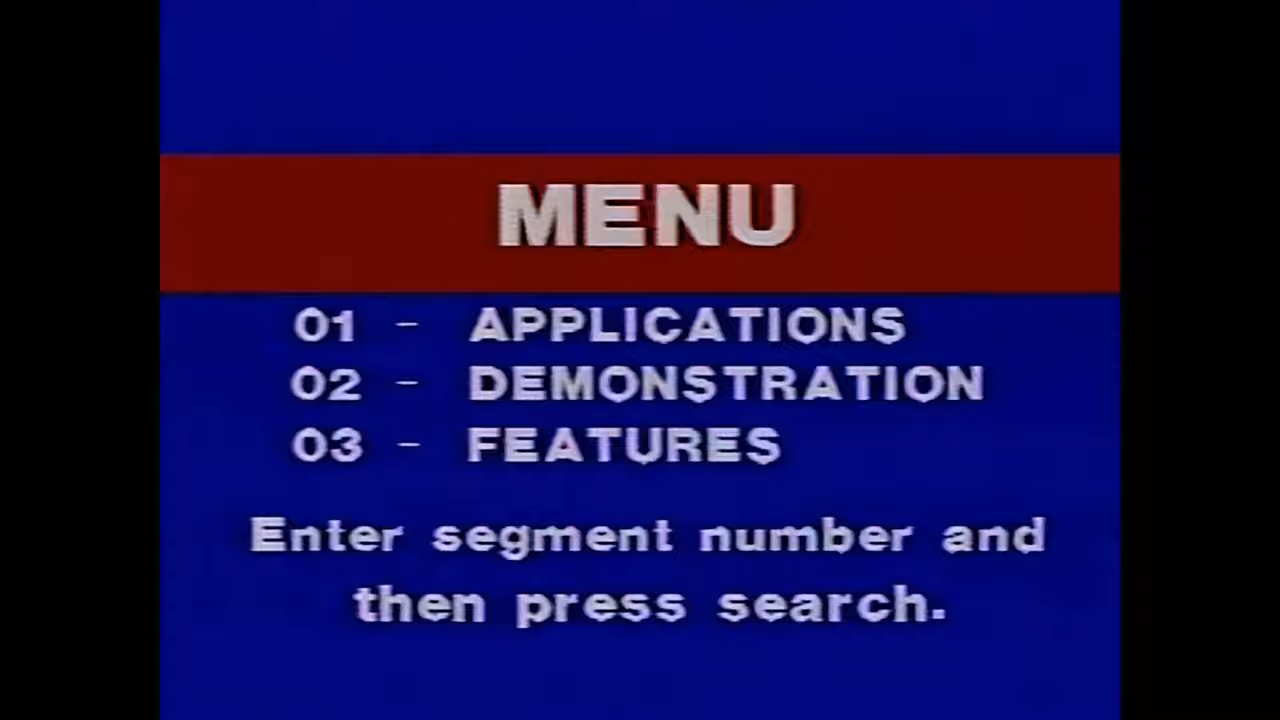 MENU
01 - APPLICATIONS
02 - DEMONSTRATION
03 - FEATURES
Enter segment number and
then press search.